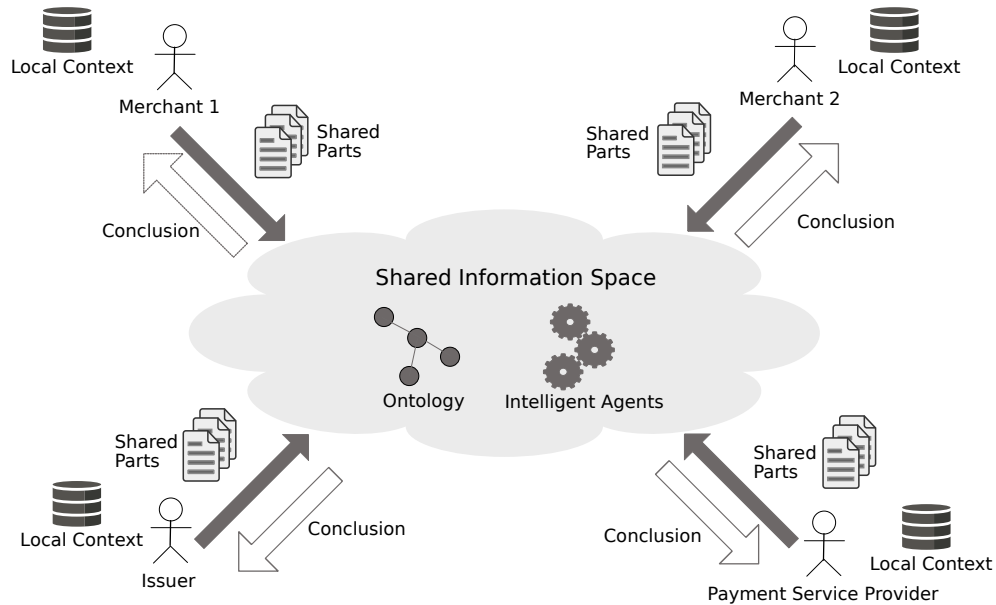 Local Context
Merchant 1
Shared
Parts
Conclusion
Merchant 2
Local Context
Shared
Parts
Conclusion
Shared Information Space
Ontology
Intelligent Agents
Shared
Parts
Local Context
Issuer
Conclusion
Shared
Parts
Conclusion
Local Context
Payment Service Provider